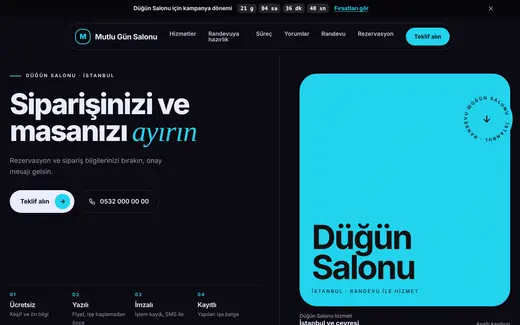 Düğün Salonu için kampanya dönemi 21 g 04 sa 36 dk 40 sn Fırsatları gör
M Mutlu Gün Salonu Hizmetler Randevuya hazırlık Süreç Yorumlar Randevu Rezervasyon Teklif alın
DÜĞÜN SALONU · İSTANBUL
Siparişinizi ve
masanızı ayırın
Rezervasyon ve sipariş bilgilerinizi bırakın, onay
mesajı gelsin.
Teklif alın
0532 000 00 00
DÜĞÜN SALONU · İSTANBUL · RANDEVU
Düğün
Salonu
İSTANBUL · RANDEVU İLE HİZMET
01 02 03 04
Ücretsiz Yazılı İmzalı Kayıtlı
Keşif ve ön bilgi Fiyat, işe başlamadan önce İşlem kaydı, SMS ile Yapılan işe belge
Düğün Salonu hizmeti
İstanbul ve çevresi